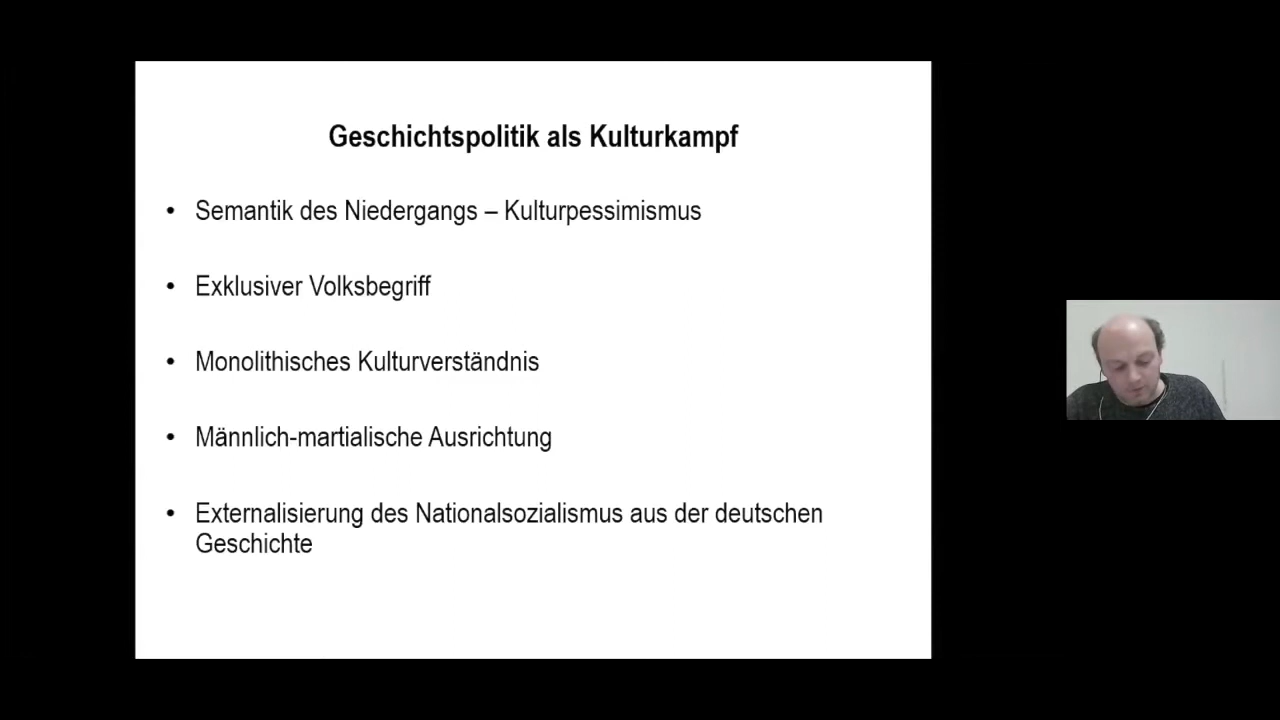 Geschichtspolitik als Kulturkampf
• Semantik des Niedergangs – Kulturpessimismus
• Exklusiver Volksbegriff
• Monolithisches Kulturverständnis
• Männlich-martialische Ausrichtung
• Externalisierung des Nationalsozialismus aus der deutschen
Geschichte